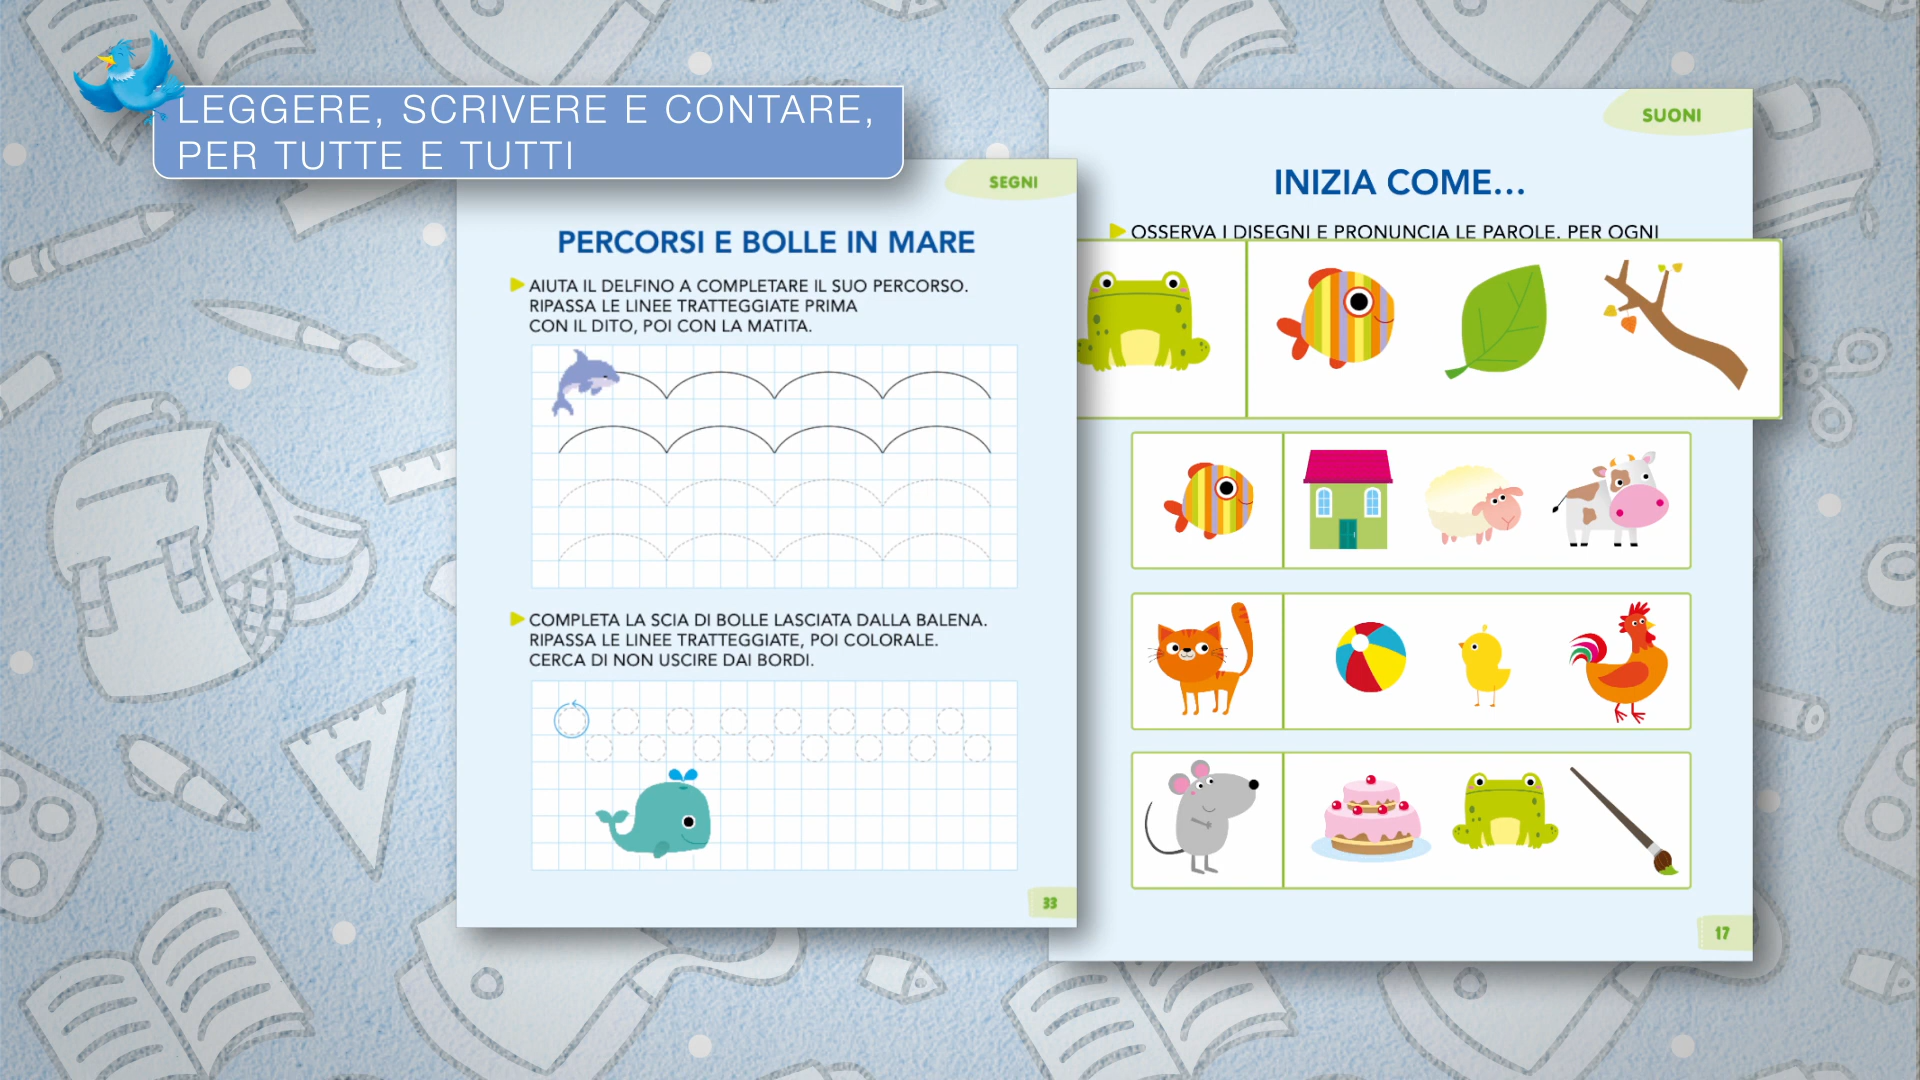 LEGGERE, SCRIVERE E CONTARE,
PER TUTTE E TUTTI
SEGNI
PERCORSI E BOLLE IN MARE
AIUTA IL DELFINO A COMPLETARE IL SUO PERCORSO.
RIPASSA LE LINEE TRATTEGGIATE PRIMA
CON IL DITO, POI CON LA MATITA.
COMPLETA LA SCIA DI BOLLE LASCIATA DALLA BALENA.
RIPASSA LE LINEE TRATTEGGIATE, POI COLORALE.
CERCA DI NON USCIRE DAI BORDI.
33
SUONI
INIZIA COME...
OSSERVA I DISEGNI E PRONUNCIA LE PAROLE. PER OGNI
17